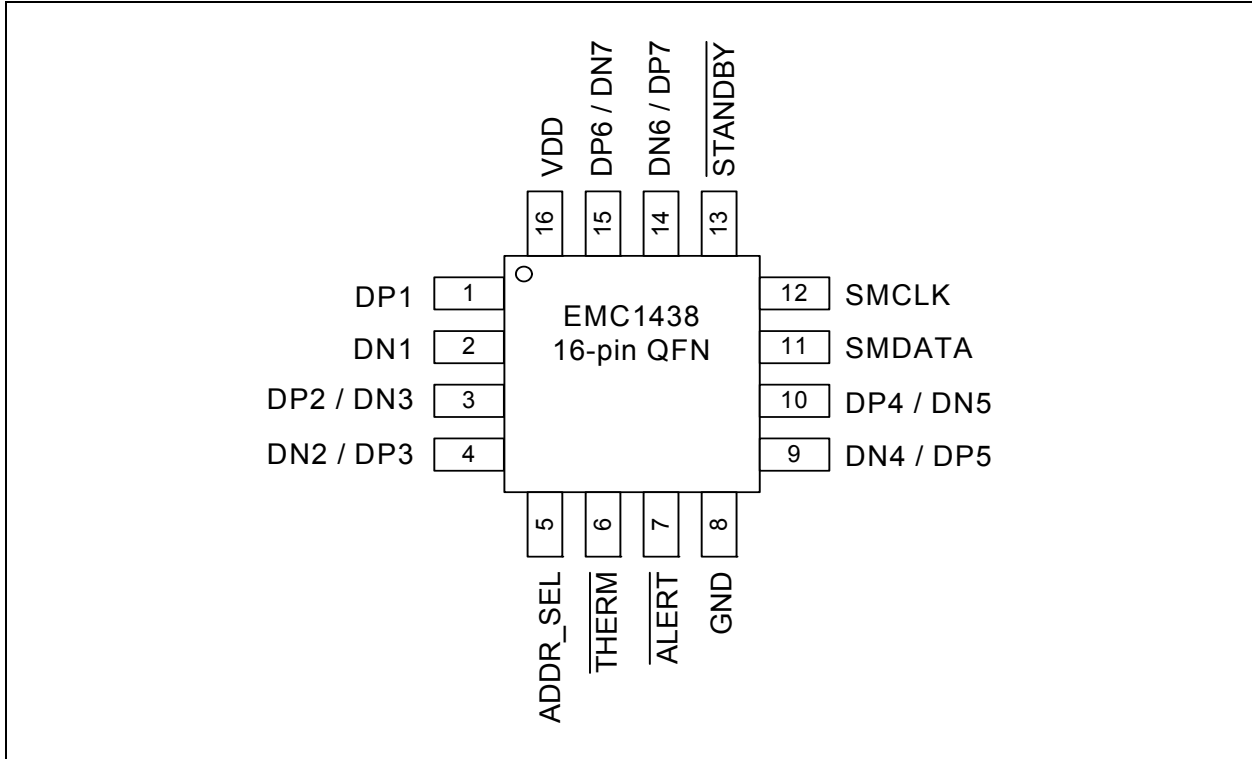 VDD
DP6 / DN7
DN6 / DP7
STANDBY
16
15
14
13
DP1 1
DN1 2
DP2 / DN3 3
DN2 / DP3 4
EMC1438
16-pin QFN
12 SMCLK
11 SMDATA
10 DP4 / DN5
9 DN4 / DP5
5
6
7
8
ADDR_SEL
THERM
ALERT
GND